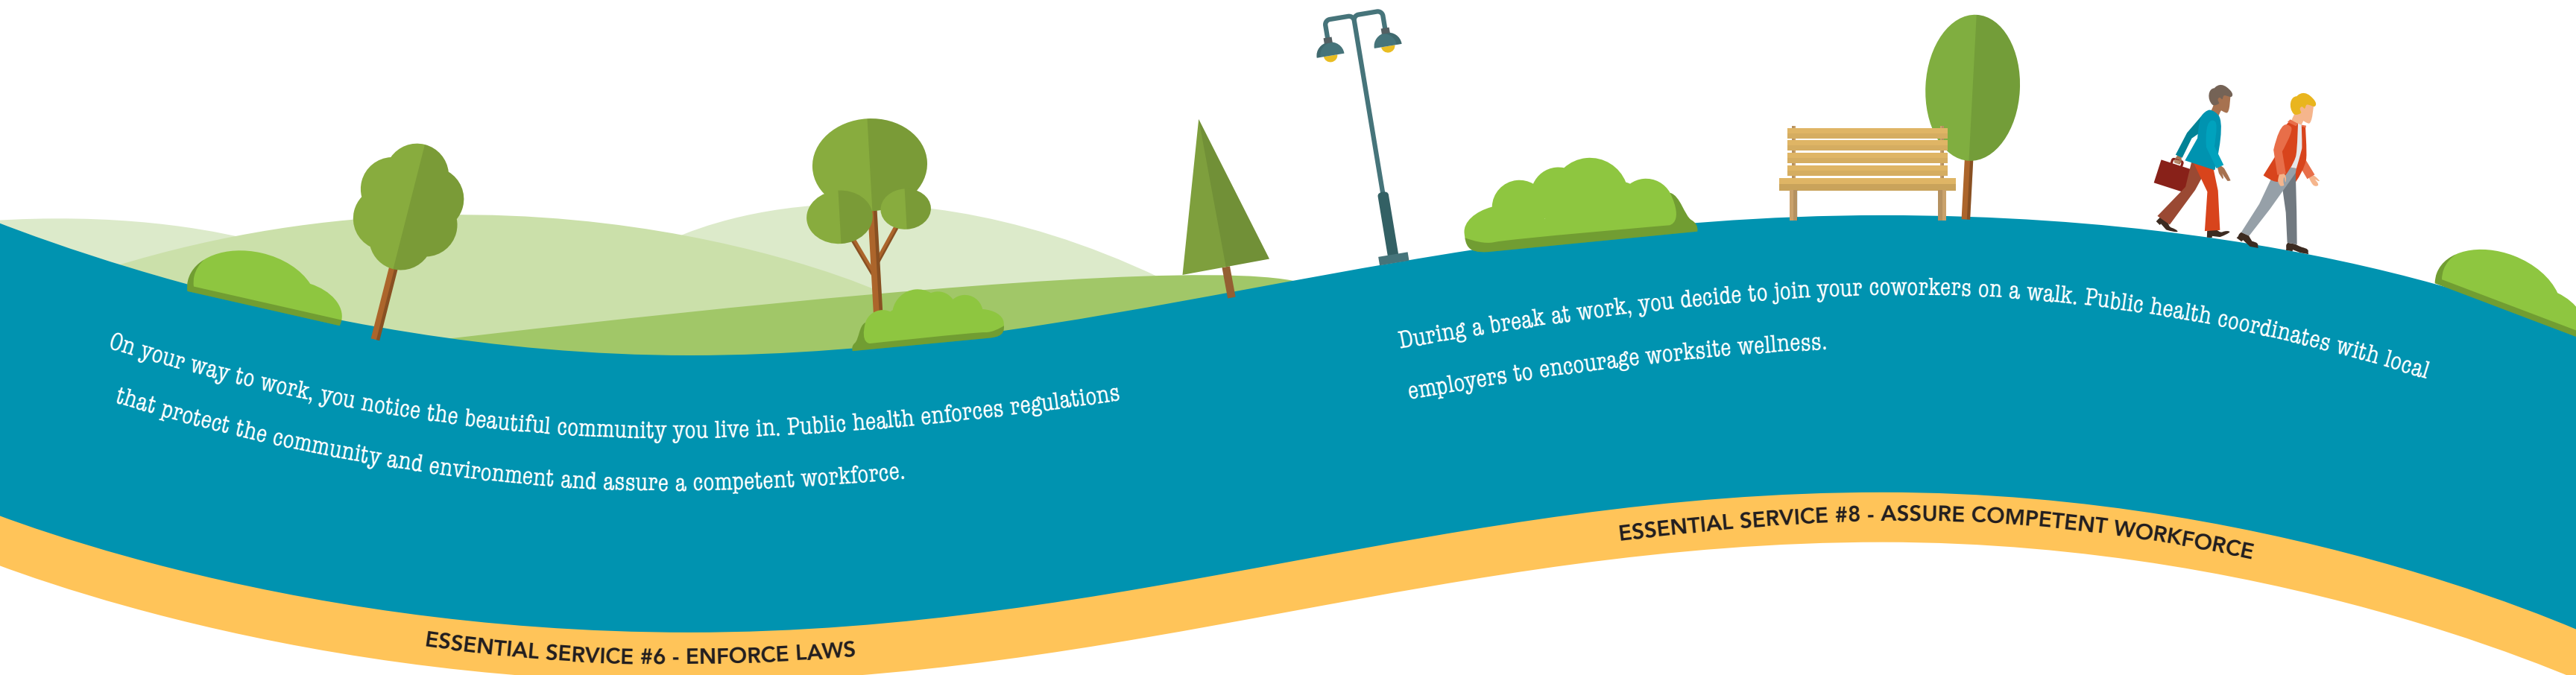 On your way to work, you notice the beautiful community you live in. Public health enforces regulations
that protect the community and environment and assure a competent workforce.
ESSENTIAL SERVICE #6 - ENFORCE LAWS
During a break at work, you decide to join your coworkers on a walk. Public health coordinates with local
employers to encourage worksite wellness.
ESSENTIAL SERVICE #8 - ASSURE COMPETENT WORKFORCE